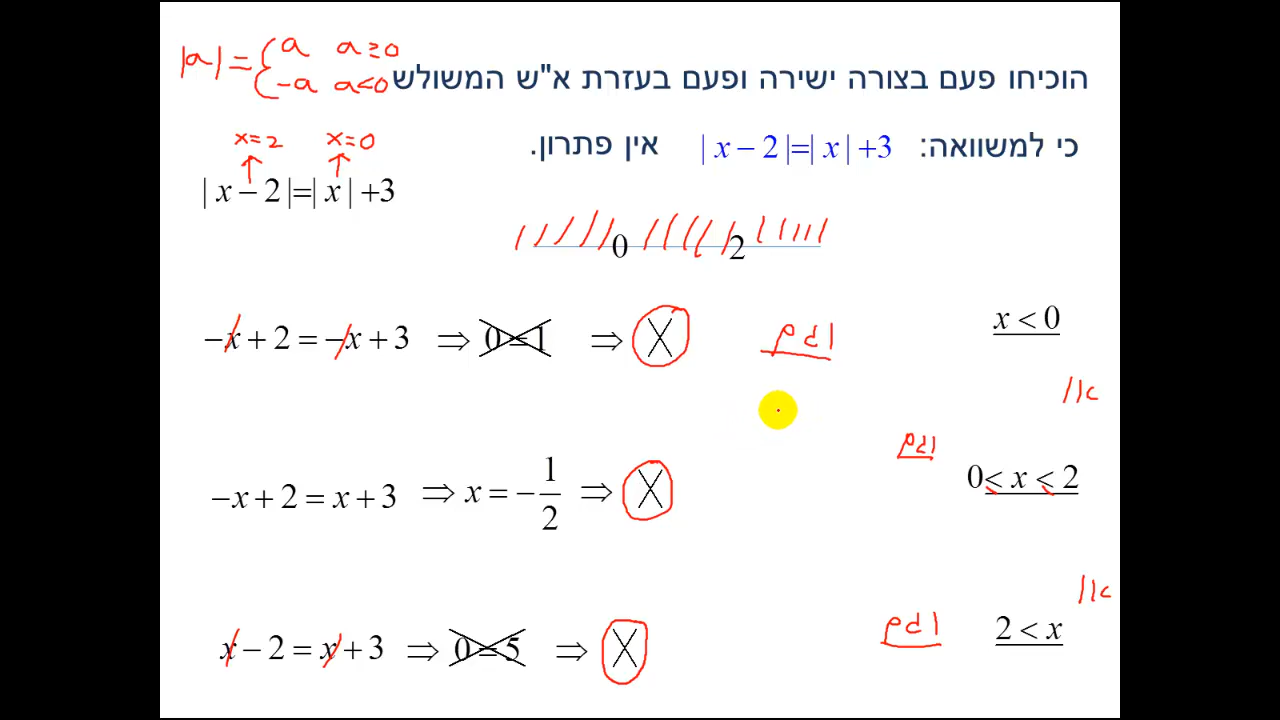 |a| = { a a ≥ 0
-a a < 0
הוכיחו פעם בצורה ישירה ופעם בעזרת א"ש המשולש
כי למשוואה: | x − 2 |=| x | +3 אין פתרון.
x=2 x=0
| x − 2 |=| x | +3
0 2
x < 0
וגם
−x + 2 = −x + 3 ⇒ 0 = 1 ⇒ X
או
0 ≤ x ≤ 2
וגם
−x + 2 = x + 3 ⇒ x = −1/2 ⇒ X
או
2 < x
וגם
x − 2 = x + 3 ⇒ 0 = 5 ⇒ X